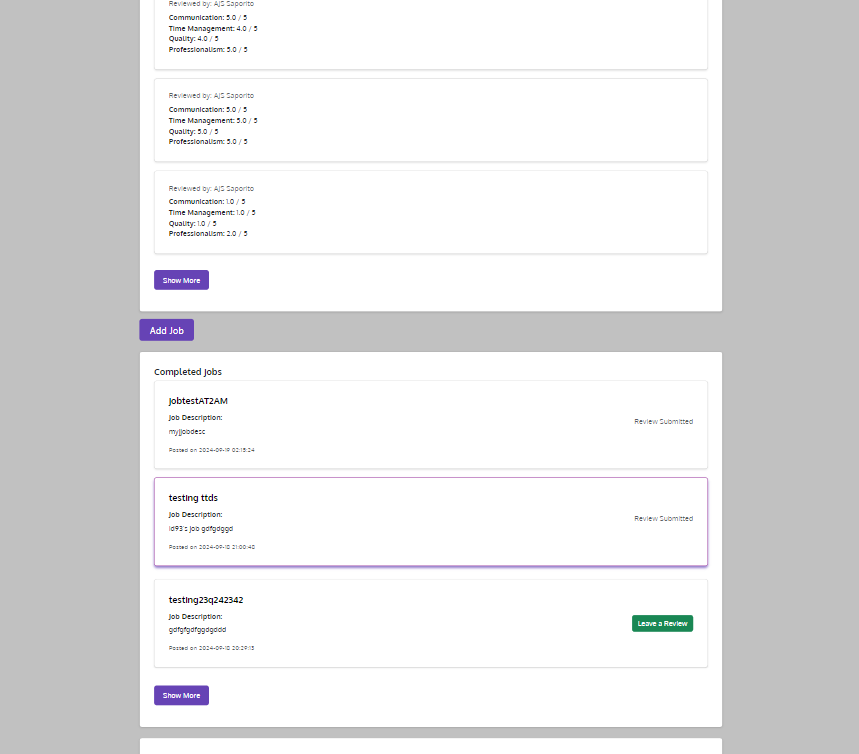 Reviewed by: AJS Saporito
Communication: 5.0 / 5
Time Management: 4.0 / 5
Quality: 4.0 / 5
Professionalism: 5.0 / 5
Reviewed by: AJS Saporito
Communication: 5.0 / 5
Time Management: 5.0 / 5
Quality: 5.0 / 5
Professionalism: 5.0 / 5
Reviewed by: AJS Saporito
Communication: 1.0 / 5
Time Management: 1.0 / 5
Quality: 1.0 / 5
Professionalism: 2.0 / 5
Show More
Add Job
Completed Jobs
JobtestAT2AM
Job Description:
myjjobdesc
Review Submitted
Posted on 2024-09-19 02:15:24
testing ttds
Job Description:
id93's job gdfgdggd
Review Submitted
Posted on 2024-09-18 21:00:48
testing23q242342
Job Description:
gdfgfgdfggdgddd
Leave a Review
Posted on 2024-09-18 20:29:13
Show More